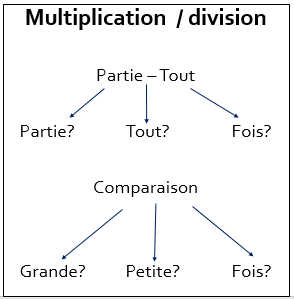 Multiplication / division
Partie – Tout
Partie? Tout? Fois?
Comparaison
Grande? Petite? Fois?